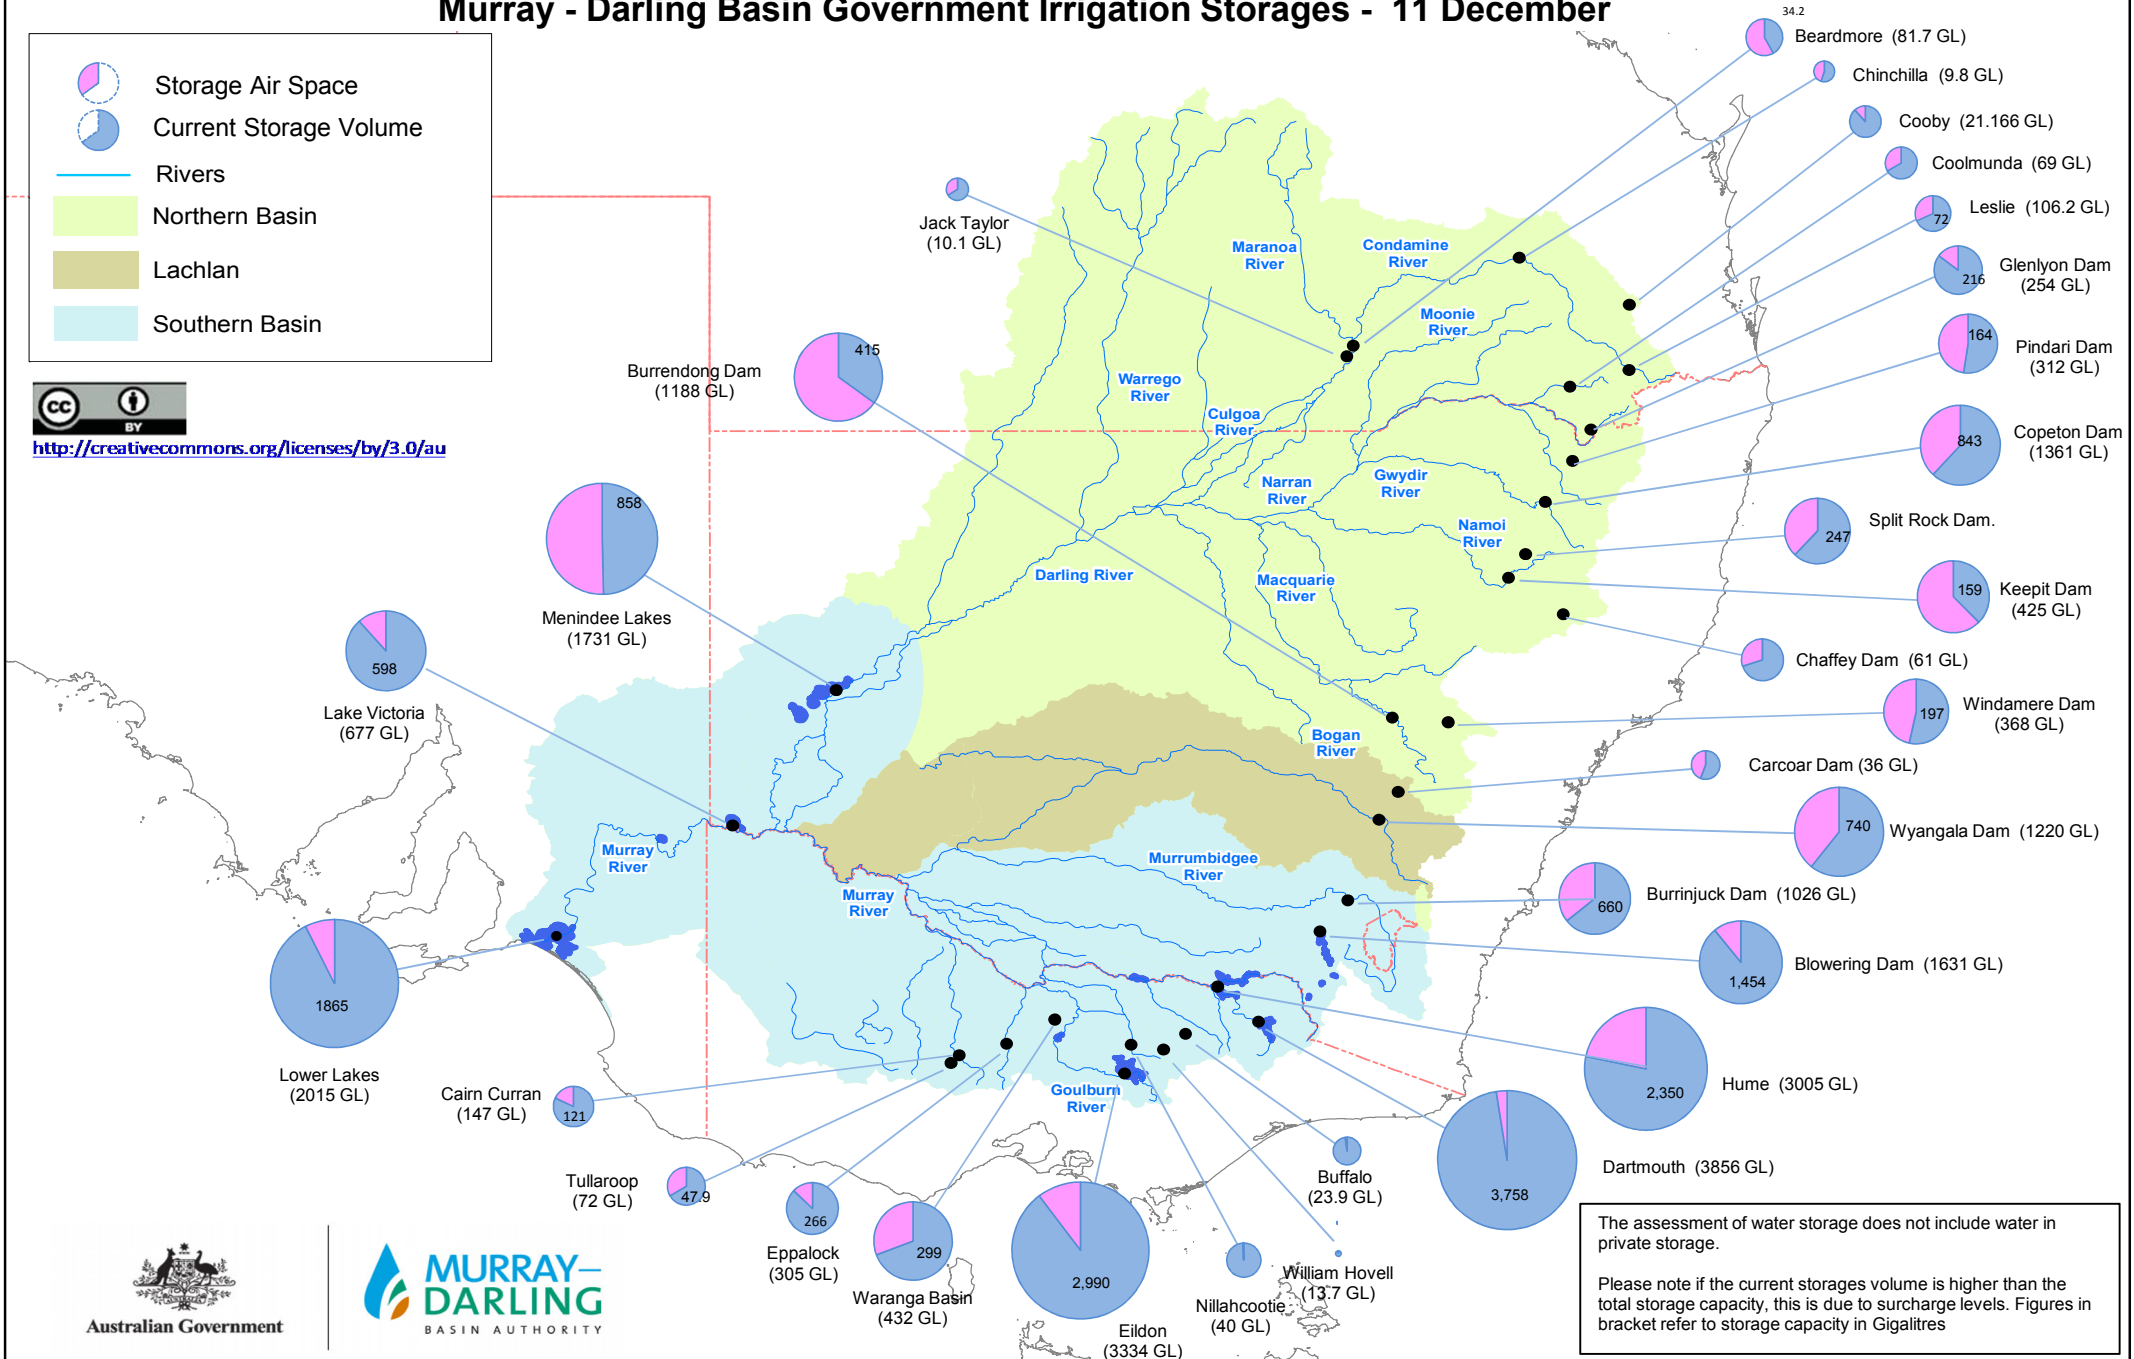 Murray - Darling Basin Government Irrigation Storages -  11 December
Storage Air Space
Current Storage Volume
Rivers
Northern Basin
Lachlan
Southern Basin
cc
BY
http://creativecommons.org/licenses/by/3.0/au
34.2
Beardmore (81.7 GL)
Chinchilla (9.8 GL)
Cooby (21.166 GL)
Coolmunda (69 GL)
Leslie (106.2 GL)
72
Glenlyon Dam
(254 GL)
216
Pindari Dam
(312 GL)
164
Copeton Dam
(1361 GL)
843
Split Rock Dam.
247
Keepit Dam
(425 GL)
159
Chaffey Dam (61 GL)
Windamere Dam
(368 GL)
197
Carcoar Dam (36 GL)
Wyangala Dam (1220 GL)
740
Burrinjuck Dam (1026 GL)
660
Blowering Dam (1631 GL)
1,454
Hume (3005 GL)
2,350
Dartmouth (3856 GL)
3,758
Jack Taylor
(10.1 GL)
Burrendong Dam
(1188 GL)
415
Menindee Lakes
(1731 GL)
858
Lake Victoria
(677 GL)
598
Lower Lakes
(2015 GL)
1865
Cairn Curran
(147 GL)
121
Tullaroop
(72 GL)
47.9
Eppalock
(305 GL)
266
Waranga Basin
(432 GL)
299
Eildon
(3334 GL)
2,990
Nillahcootie
(40 GL)
William Hovell
(13.7 GL)
Buffalo
(23.9 GL)
Maranoa
River
Condamine
River
Moonie
River
Warrego
River
Culgoa
River
Narran
River
Gwydir
River
Namoi
River
Darling River
Macquarie
River
Bogan
River
Murray
River
Murray
River
Murrumbidgee
River
Goulburn
River
Australian Government
MURRAY–
DARLING
BASIN AUTHORITY
The assessment of water storage does not include water in
private storage.
Please note if the current storages volume is higher than the
total storage capacity, this is due to surcharge levels. Figures in
bracket refer to storage capacity in Gigalitres